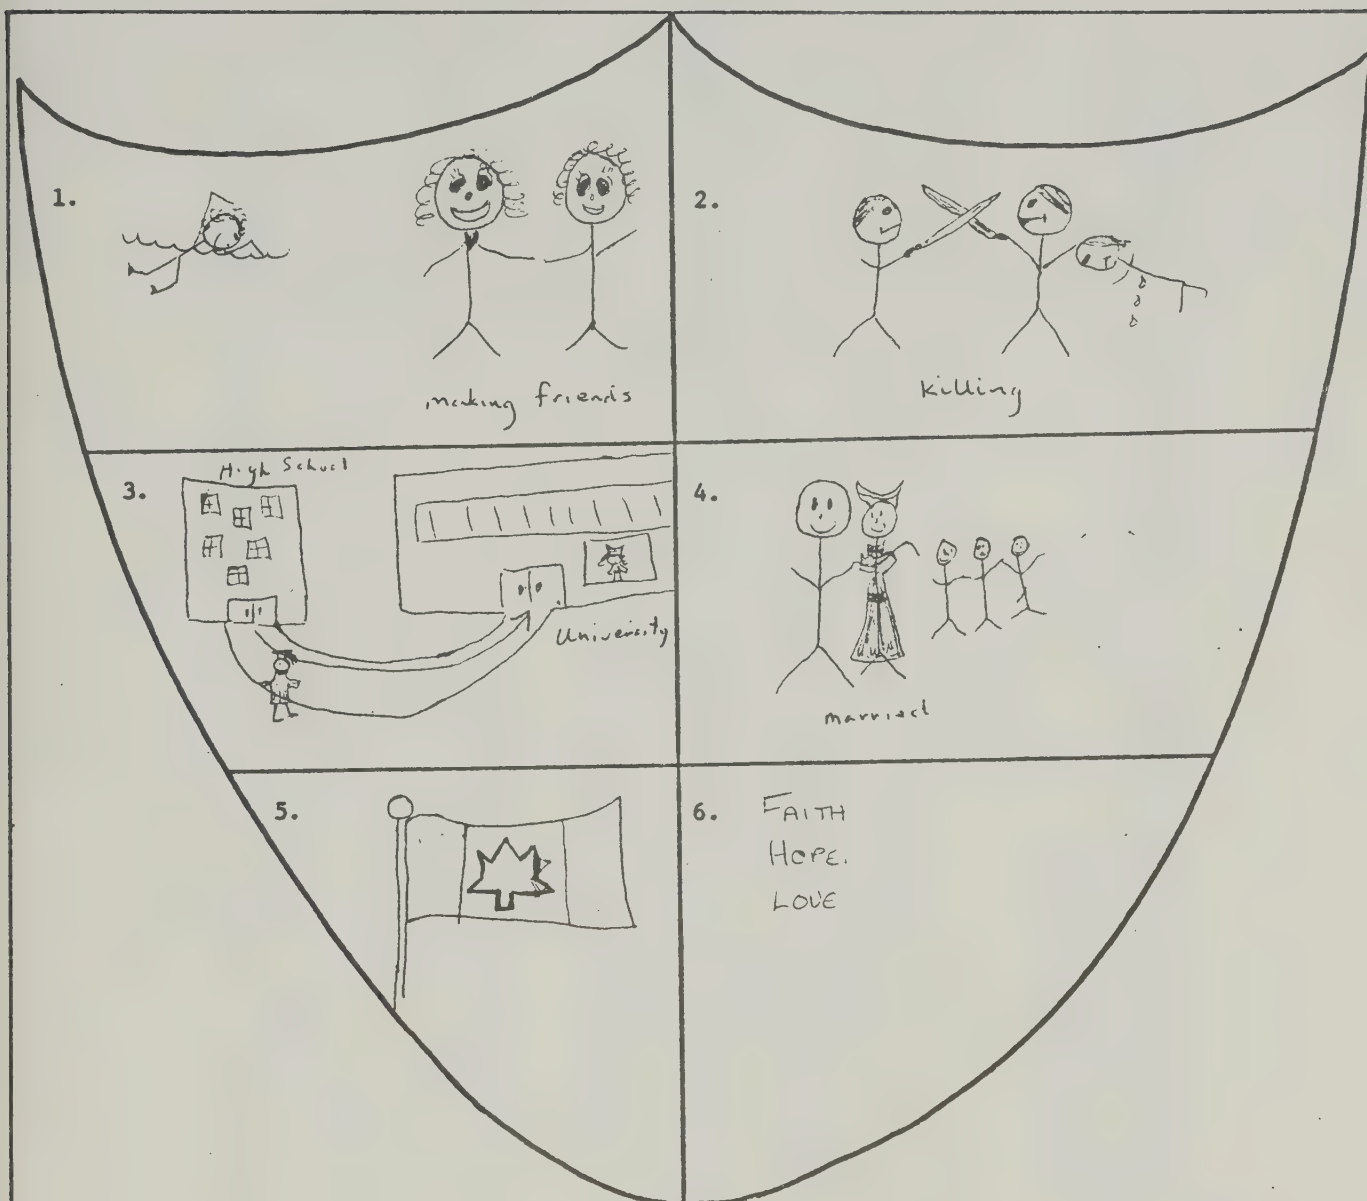 1.
making friends
2.
killing
3.
High School
University
4.
married
5.
6.
FAITH
HOPE.
LOVE